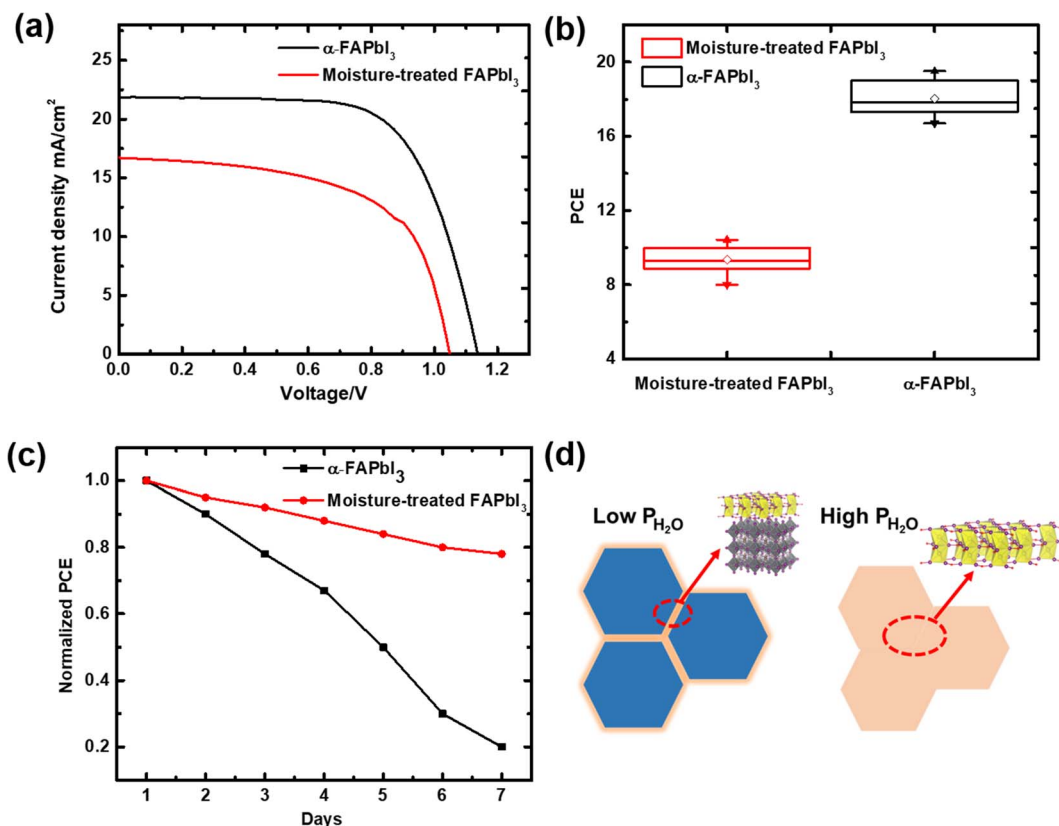 (a)
α-FAPbI₃
Moisture-treated FAPbI₃
25
20
15
10
5
0
Current density mA/cm²
0.0 0.2 0.4 0.6 0.8 1.0 1.2
Voltage/V
(b)
Moisture-treated FAPbI₃
α-FAPbI₃
20
16
12
8
4
PCE
Moisture-treated FAPbI₃ α-FAPbI₃
(c)
α-FAPbI₃
Moisture-treated FAPbI₃
1.0
0.8
0.6
0.4
0.2
Normalized PCE
1 2 3 4 5 6 7
Days
(d)
Low P_H₂O
High P_H₂O